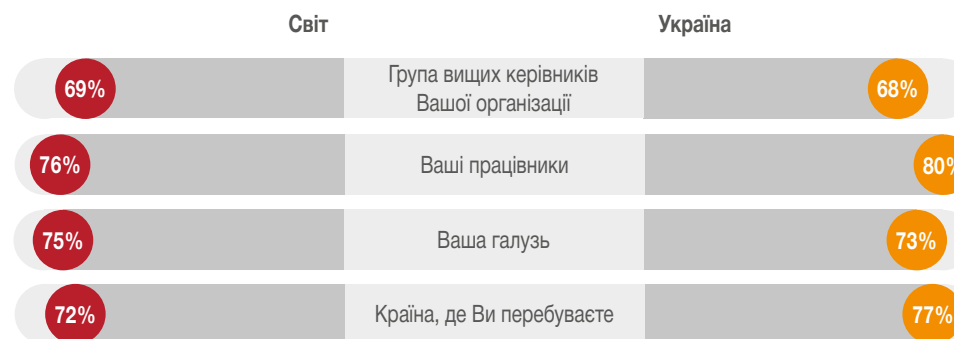 Світ Україна
69% Група вищих керівників 68%
Вашої організації
76% Ваші працівники 80%
75% Ваша галузь 73%
72% Країна, де Ви перебуваєте 77%